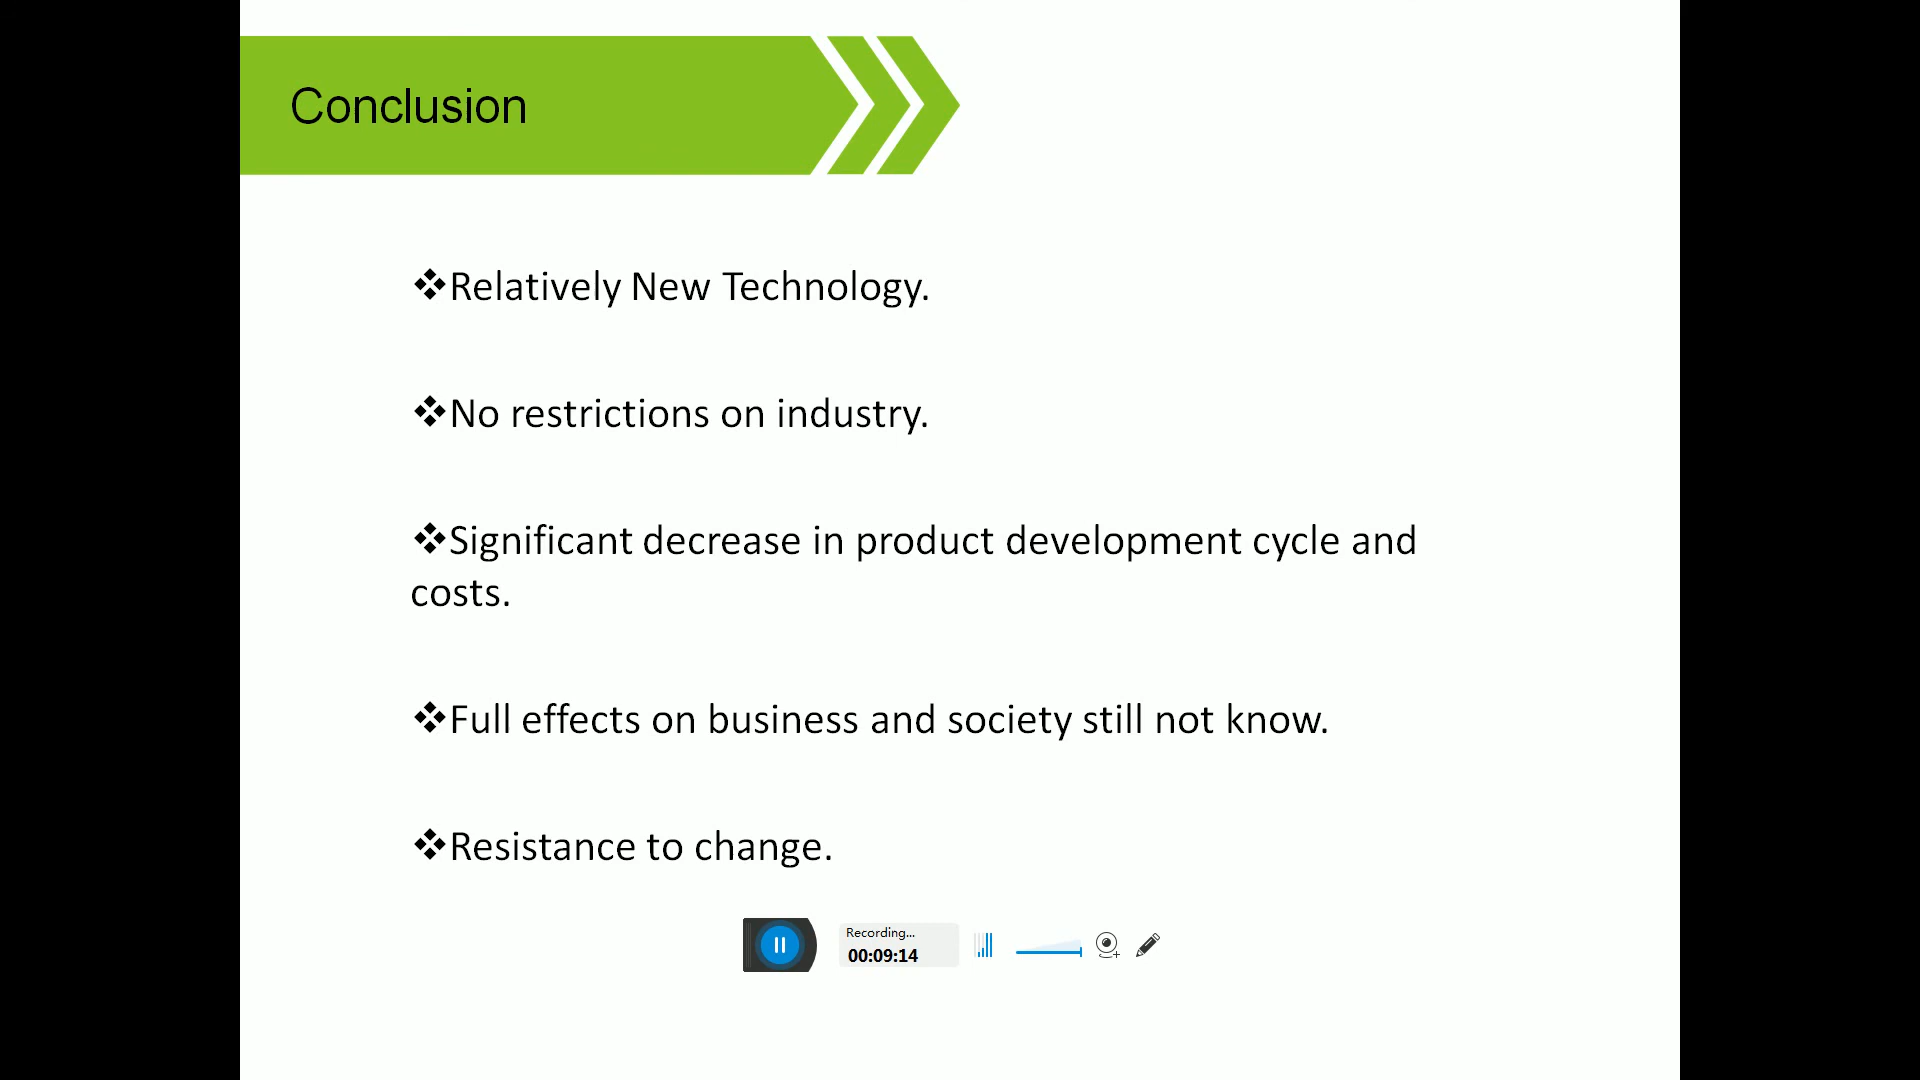 Conclusion
❖Relatively New Technology.
❖No restrictions on industry.
❖Significant decrease in product development cycle and
costs.
❖Full effects on business and society still not know.
❖Resistance to change.
Recording...
00:09:14